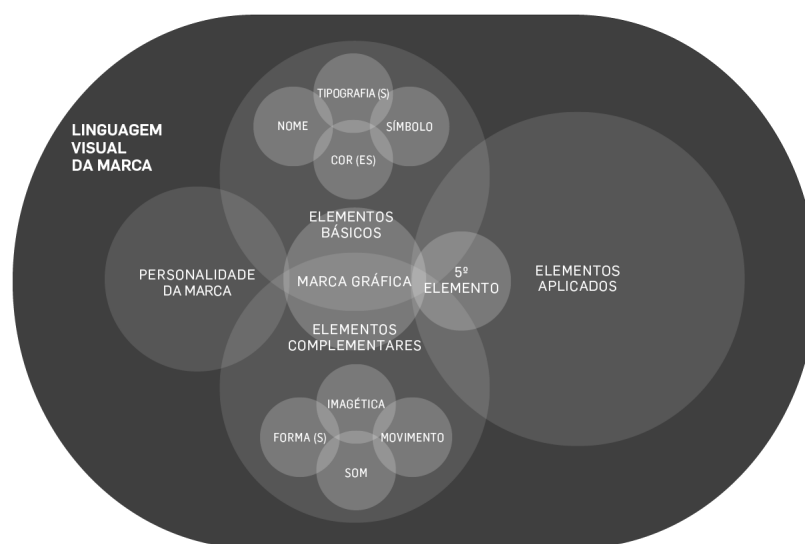 TIPOGRAFIA (S)
NOME
SÍMBOLO
COR (ES)
LINGUAGEM
VISUAL
DA MARCA
ELEMENTOS
BÁSICOS
PERSONALIDADE
DA MARCA
MARCA GRÁFICA
5º
ELEMENTO
ELEMENTOS
APLICADOS
ELEMENTOS
COMPLEMENTARES
IMAGÉTICA
FORMA (S)
MOVIMENTO
SOM